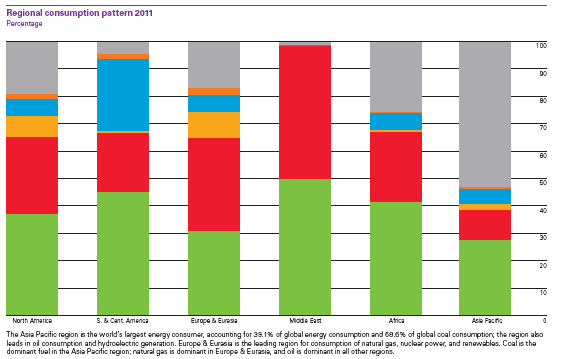 Regional consumption pattern 2011
Percentage
100
90
80
70
60
50
40
30
20
10
0
North America S. & Cent. America Europe & Eurasia Middle East Africa Asia Pacific
The Asia Pacific region is the world's largest energy consumer, accounting for 39.1% of global energy consumption and 68.6% of global coal consumption; the region also
leads in oil consumption and hydroelectric generation. Europe & Eurasia is the leading region for consumption of natural gas, nuclear power, and renewables. Coal is the
dominant fuel in the Asia Pacific region; natural gas is dominant in Europe & Eurasia, and oil is dominant in all other regions.